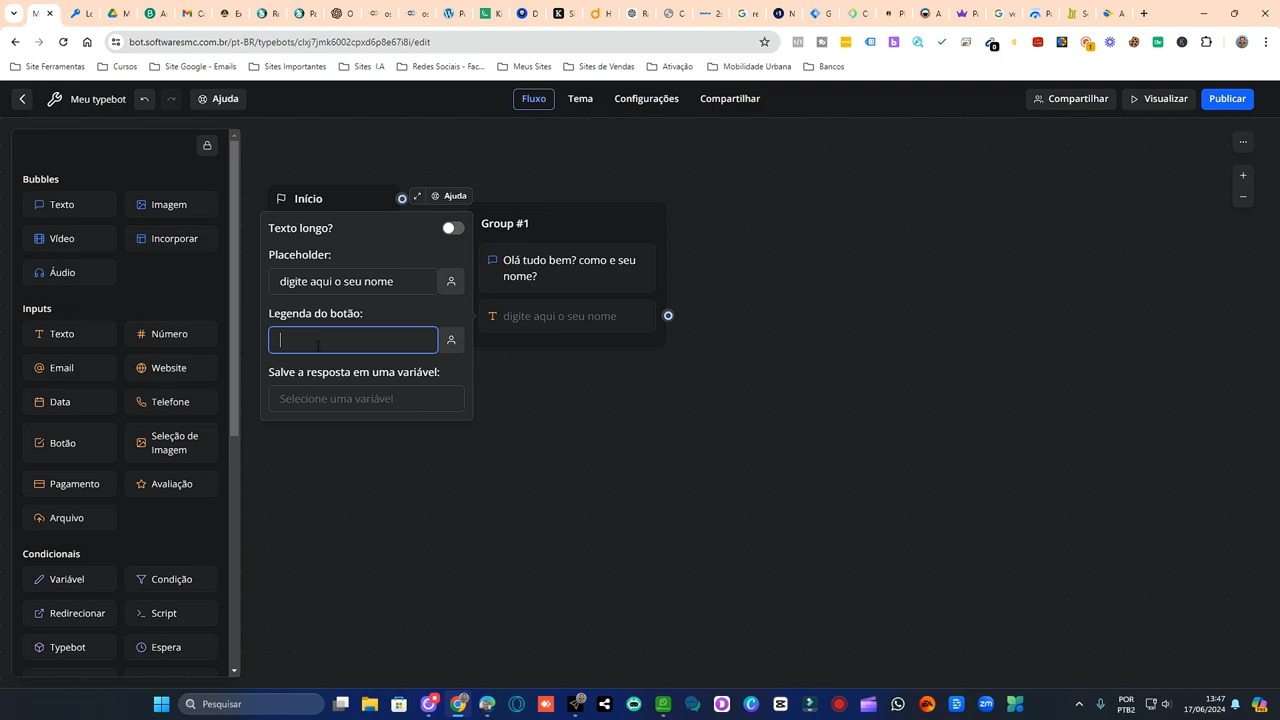 bot.softwaresmc.com.br/pt-BR/typebots/clxj7jmk6002cpxd6p8e67i8i/edit
Site Ferramentas
Cursos
Site Google - Emails
Sites Importantes
Sites I.A
Redes Sociais - Fac...
Meus Sites
Sites de Vendas
Ativação
Mobilidade Urbana
Bancos
Meu typebot
Ajuda
Fluxo
Tema
Configurações
Compartilhar
Compartilhar
Visualizar
Publicar
Bubbles
Texto
Imagem
Vídeo
Incorporar
Áudio
Inputs
Texto
Número
Email
Website
Data
Telefone
Botão
Seleção de
Imagem
Pagamento
Avaliação
Arquivo
Condicionais
Variável
Condição
Redirecionar
Script
Typebot
Espera
Início
Ajuda
Texto longo?
Placeholder:
digite aqui o seu nome
Legenda do botão:
Salve a resposta em uma variável:
Selecione uma variável
Group #1
Olá tudo bem? como e seu
nome?
digite aqui o seu nome
Pesquisar
POR
PTB2
13:47
17/06/2024